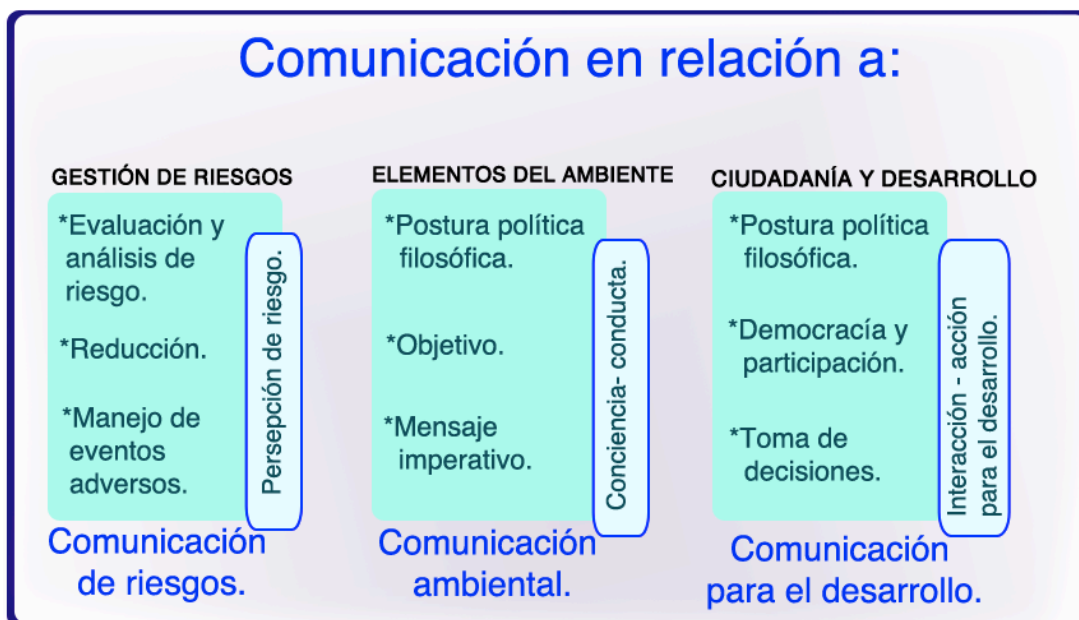 Comunicación en relación a:
GESTIÓN DE RIESGOS
*Evaluación y
análisis de
riesgo.
*Reducción.
*Manejo de
eventos
adversos.
Persepción de riesgo.
Comunicación
de riesgos.
ELEMENTOS DEL AMBIENTE
*Postura política
filosófica.
*Objetivo.
*Mensaje
imperativo.
Conciencia- conducta.
Comunicación
ambiental.
CIUDADANÍA Y DESARROLLO
*Postura política
filosófica.
*Democracía y
participación.
*Toma de
decisiones.
Interacción - acción
para el desarrollo.
Comunicación
para el desarrollo.